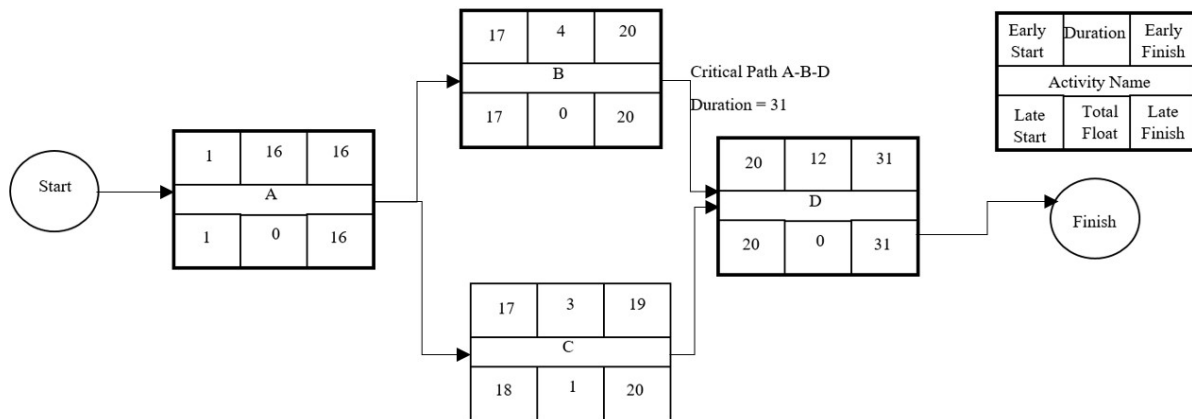 Start
1 16 16
A
1 0 16
17 4 20
B
17 0 20
Critical Path A-B-D
Duration = 31
17 3 19
C
18 1 20
20 12 31
D
20 0 31
Finish
Early Start Duration Early Finish
Activity Name
Late Start Total Float Late Finish